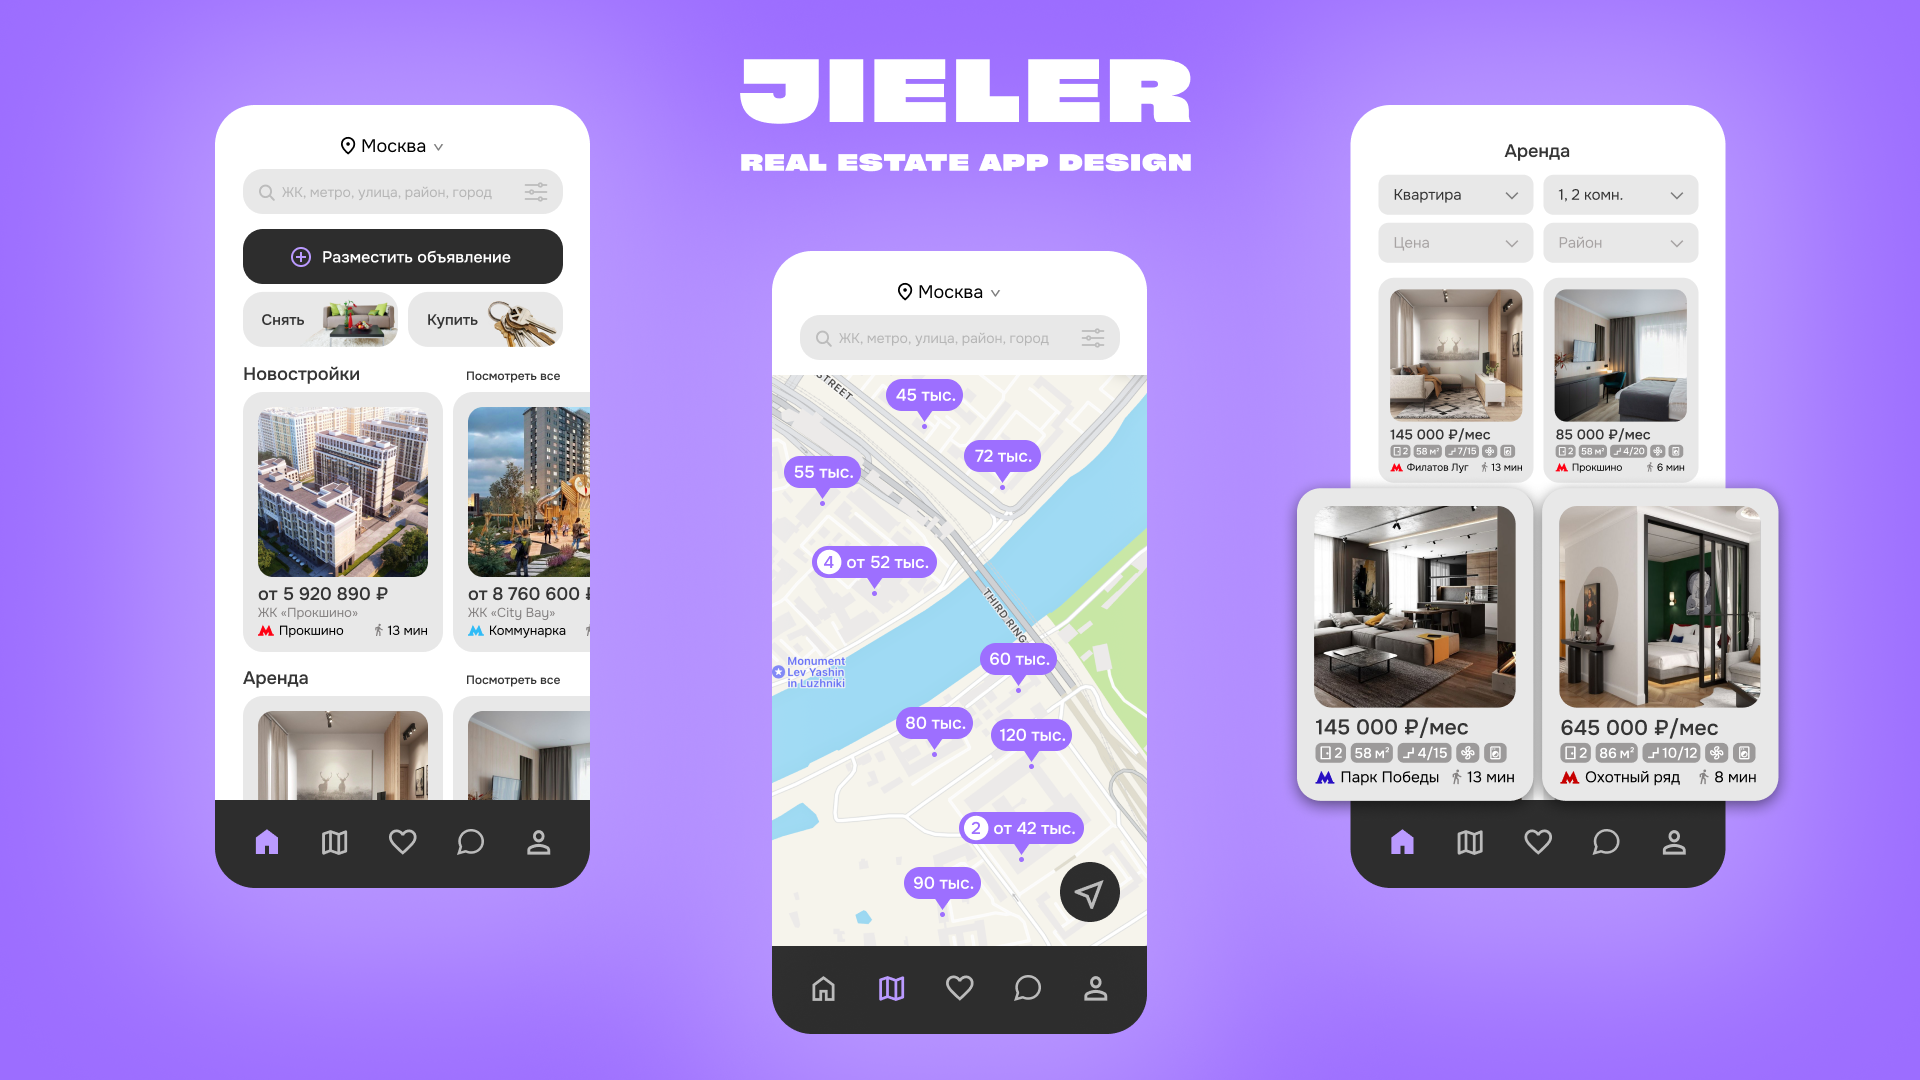 JIELER
REAL ESTATE APP DESIGN
Москва
ЖК, метро, улица, район, город
Разместить объявление
Снять
Купить
Новостройки
Посмотреть все
от 5 920 890 ₽
ЖК «Прокшино»
Прокшино
13 мин
от 8 760 600 ₽
ЖК «City Bay»
Коммунарка
Аренда
Посмотреть все
Москва
ЖК, метро, улица, район, город
STREET
45 тыс.
72 тыс.
55 тыс.
4 от 52 тыс.
THIRD RING
60 тыс.
Monument
Lev Yashin
in Luzhniki
80 тыс.
120 тыс.
2 от 42 тыс.
90 тыс.
Аренда
Квартира
1, 2 комн.
Цена
Район
145 000 ₽/мес
2 58 м² 7/15
Филатов Луг 13 мин
85 000 ₽/мес
2 58 м² 4/20
Прокшино 6 мин
145 000 ₽/мес
2 58 м² 4/15
Парк Победы 13 мин
645 000 ₽/мес
2 86 м² 10/12
Охотный ряд 8 мин